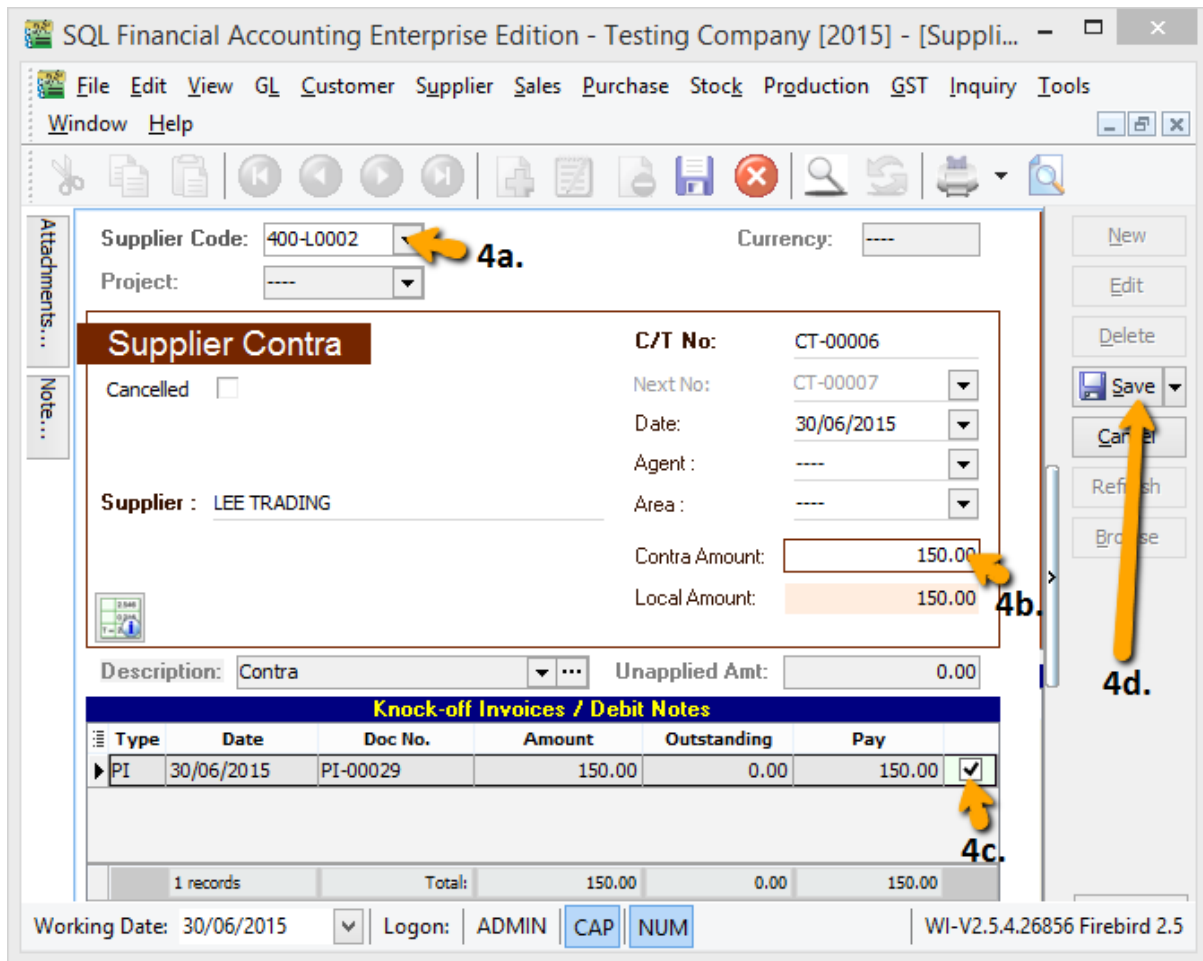 SQL Financial Accounting Enterprise Edition - Testing Company [2015] - [Suppli...
File Edit View GL Customer Supplier Sales Purchase Stock Production GST Inquiry Tools
Window Help
Attachments...
Note...
Supplier Code: 400-L0002 4a. Currency: ----
Project: ----
Supplier Contra
C/T No: CT-00006
Cancelled Next No: CT-00007
Date: 30/06/2015
Agent : ----
Supplier : LEE TRADING Area : ----
Contra Amount: 150.00
Local Amount: 150.00 4b.
Description: Contra Unapplied Amt: 0.00
Knock-off Invoices / Debit Notes
Type Date Doc No. Amount Outstanding Pay
PI 30/06/2015 PI-00029 150.00 0.00 150.00
4c.
1 records Total: 150.00 0.00 150.00
New
Edit
Delete
Save
Cancel
Refresh
Browse
4d.
Working Date: 30/06/2015 Logon: ADMIN CAP NUM WI-V2.5.4.26856 Firebird 2.5